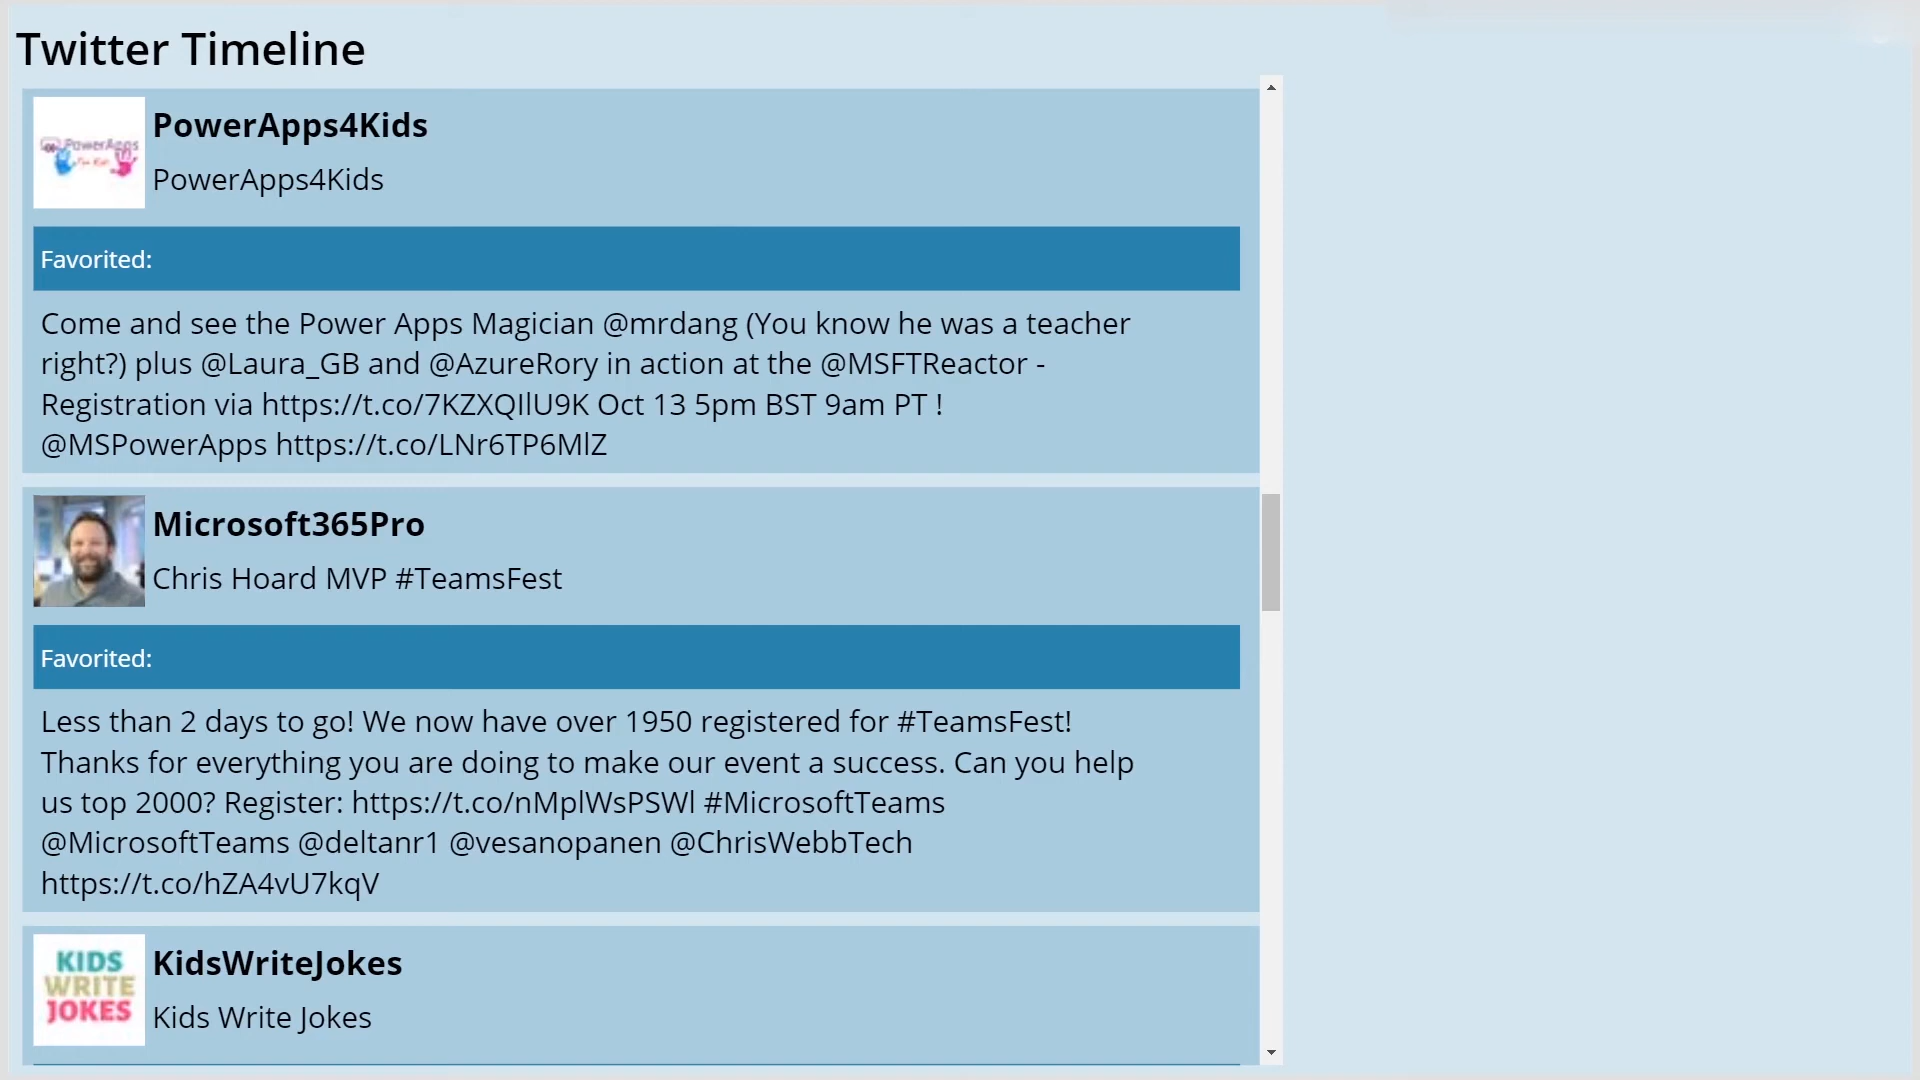 Twitter Timeline
PowerApps
For Kids
PowerApps4Kids
PowerApps4Kids
Favorited:
Come and see the Power Apps Magician @mrdang (You know he was a teacher
right?) plus @Laura_GB and @AzureRory in action at the @MSFTReactor -
Registration via https://t.co/7KZXQIlU9K Oct 13 5pm BST 9am PT !
@MSPowerApps https://t.co/LNr6TP6MlZ
Microsoft365Pro
Chris Hoard MVP #TeamsFest
Favorited:
Less than 2 days to go! We now have over 1950 registered for #TeamsFest!
Thanks for everything you are doing to make our event a success. Can you help
us top 2000? Register: https://t.co/nMplWsPSWl #MicrosoftTeams
@MicrosoftTeams @deltanr1 @vesanopanen @ChrisWebbTech
https://t.co/hZA4vU7kqV
KIDS
WRITE
JOKES
KidsWriteJokes
Kids Write Jokes